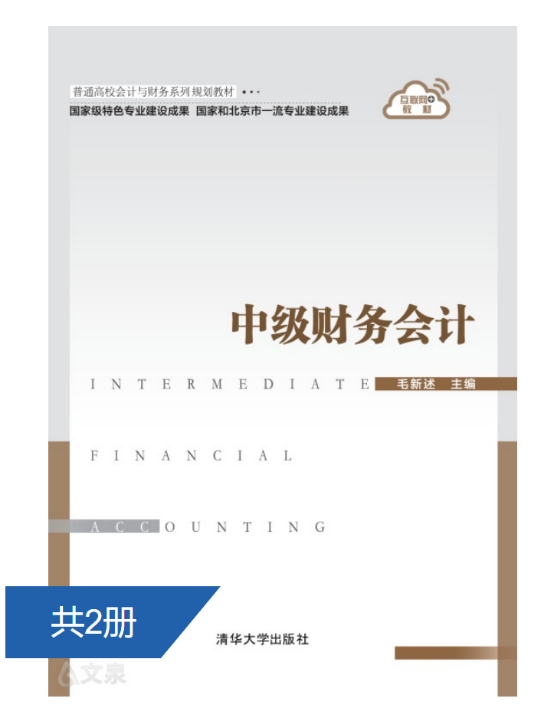 普通高校会计与财务系列规划教材 •••
国家级特色专业建设成果 国家和北京市一流专业建设成果
互联网+
教材
中级财务会计
INTERMEDIATE
毛新述 主编
FINANCIAL
ACCOUNTING
共2册
清华大学出版社
文泉